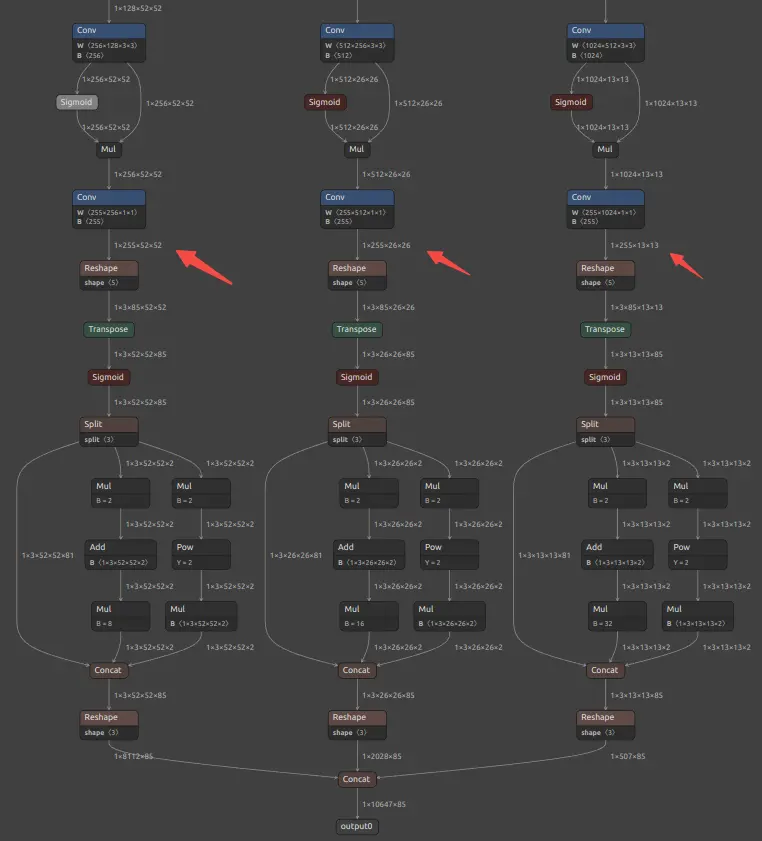 1×128×52×52
Conv
W ⟨256×128×3×3⟩
B ⟨256⟩
Conv
W ⟨512×256×3×3⟩
B ⟨512⟩
Conv
W ⟨1024×512×3×3⟩
B ⟨1024⟩
1×256×52×52
1×256×52×52
1×512×26×26
1×512×26×26
1×1024×13×13
1×1024×13×13
Sigmoid
Sigmoid
Sigmoid
1×256×52×52
1×512×26×26
1×1024×13×13
Mul
Mul
Mul
1×256×52×52
1×512×26×26
1×1024×13×13
Conv
W ⟨255×256×1×1⟩
B ⟨255⟩
Conv
W ⟨255×512×1×1⟩
B ⟨255⟩
Conv
W ⟨255×1024×1×1⟩
B ⟨255⟩
1×255×52×52
1×255×26×26
1×255×13×13
Reshape
shape ⟨5⟩
Reshape
shape ⟨5⟩
Reshape
shape ⟨5⟩
1×3×85×52×52
1×3×85×26×26
1×3×85×13×13
Transpose
Transpose
Transpose
1×3×52×52×85
1×3×26×26×85
1×3×13×13×85
Sigmoid
Sigmoid
Sigmoid
1×3×52×52×85
1×3×26×26×85
1×3×13×13×85
Split
split ⟨3⟩
Split
split ⟨3⟩
Split
split ⟨3⟩
1×3×52×52×2
1×3×52×52×2
1×3×26×26×2
1×3×26×26×2
1×3×13×13×2
1×3×13×13×2
Mul
B = 2
Mul
B = 2
Mul
B = 2
Mul
B = 2
Mul
B = 2
Mul
B = 2
1×3×52×52×2
1×3×52×52×2
1×3×26×26×2
1×3×26×26×2
1×3×13×13×2
1×3×13×13×2
1×3×52×52×81
Add
B ⟨1×3×52×52×2⟩
Pow
Y = 2
1×3×26×26×81
Add
B ⟨1×3×26×26×2⟩
Pow
Y = 2
1×3×13×13×81
Add
B ⟨1×3×13×13×2⟩
Pow
Y = 2
1×3×52×52×2
1×3×52×52×2
1×3×26×26×2
1×3×26×26×2
1×3×13×13×2
1×3×13×13×2
Mul
B = 8
Mul
B ⟨1×3×52×52×2⟩
Mul
B = 16
Mul
B ⟨1×3×26×26×2⟩
Mul
B = 32
Mul
B ⟨1×3×13×13×2⟩
1×3×52×52×2
1×3×52×52×2
1×3×26×26×2
1×3×26×26×2
1×3×13×13×2
1×3×13×13×2
Concat
Concat
Concat
1×3×52×52×85
1×3×26×26×85
1×3×13×13×85
Reshape
shape ⟨3⟩
Reshape
shape ⟨3⟩
Reshape
shape ⟨3⟩
1×8112×85
1×2028×85
1×507×85
Concat
1×10647×85
output0